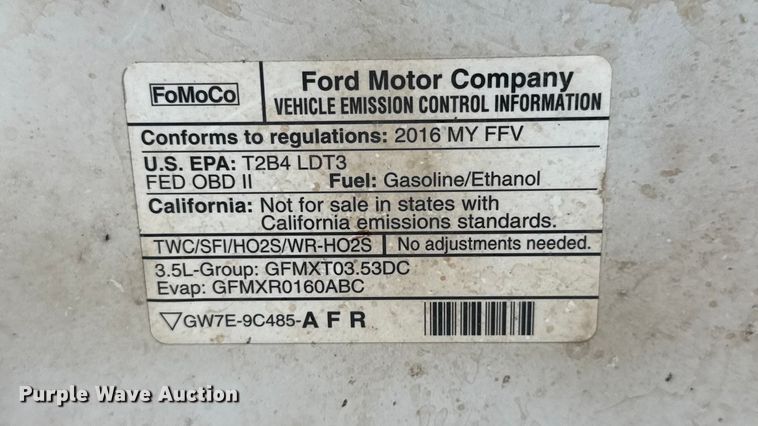 FoMoCo
Ford Motor Company
VEHICLE EMISSION CONTROL INFORMATION
Conforms to regulations: 2016 MY FFV
U.S. EPA: T2B4 LDT3
FED OBD II Fuel: Gasoline/Ethanol
California: Not for sale in states with
California emissions standards.
TWC/SFI/HO2S/WR-HO2S No adjustments needed.
3.5L-Group: GFMXT03.53DC
Evap: GFMXR0160ABC
▽GW7E-9C485-A F R
Purple Wave Auction